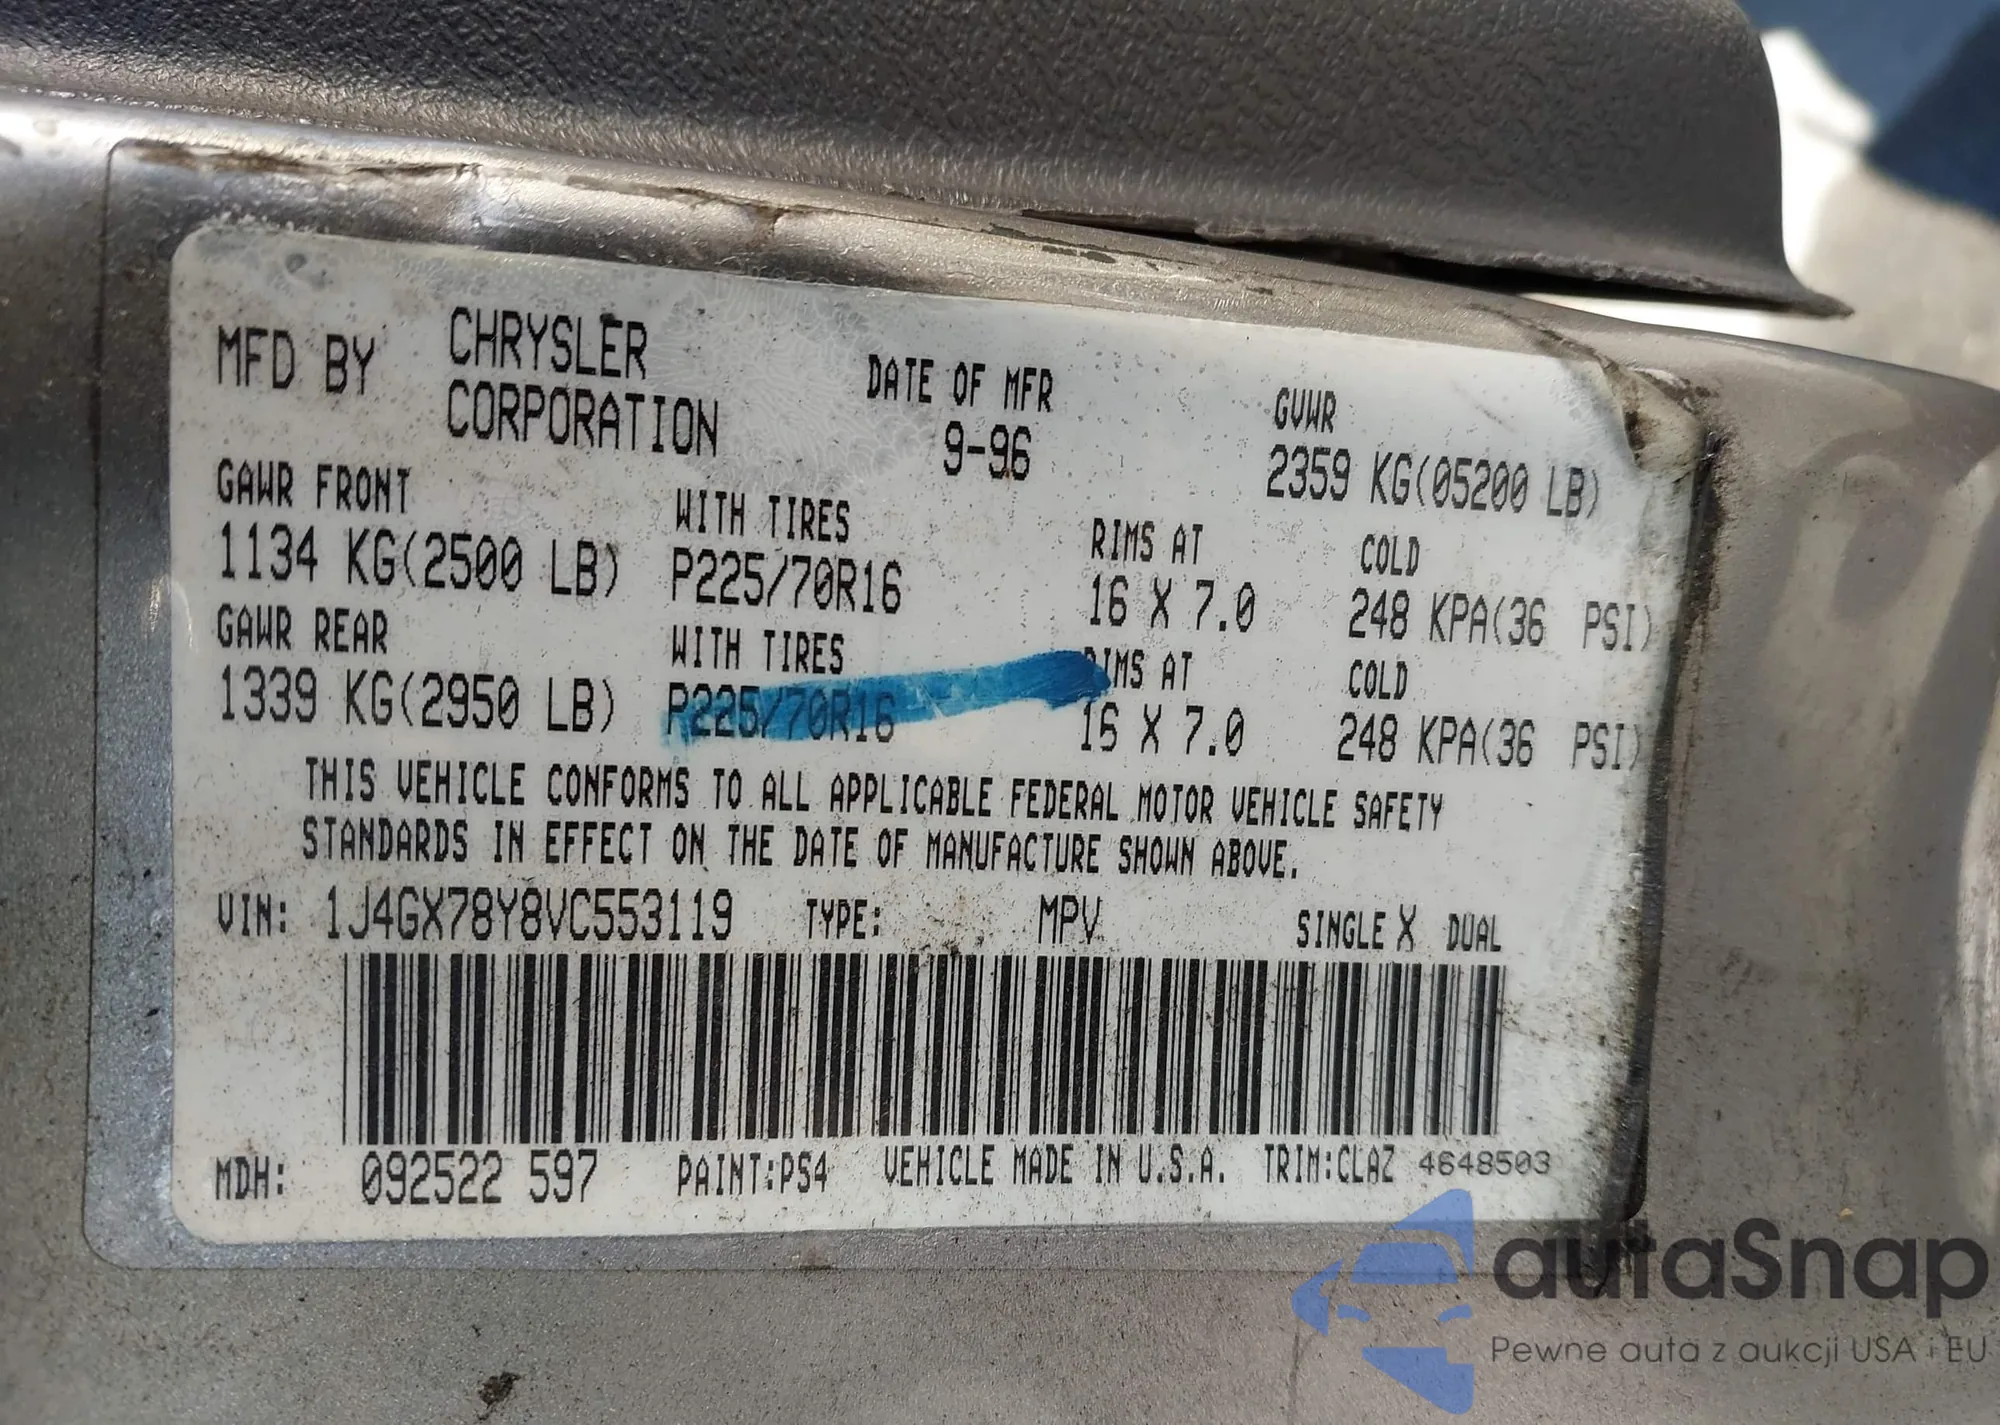 MFD BY CHRYSLER CORPORATION DATE OF MFR 9-96 GVWR 2359 KG(05200 LB)
GAWR FRONT WITH TIRES RIMS AT COLD
1134 KG(2500 LB) P225/70R16 16 X 7.0 248 KPA(36 PSI)
GAWR REAR WITH TIRES RIMS AT COLD
1339 KG(2950 LB) P225/70R16 16 X 7.0 248 KPA(36 PSI)
THIS VEHICLE CONFORMS TO ALL APPLICABLE FEDERAL MOTOR VEHICLE SAFETY
STANDARDS IN EFFECT ON THE DATE OF MANUFACTURE SHOWN ABOVE.
VIN: 1J4GX78Y8VC553119 TYPE: MPV SINGLE X DUAL
MDH: 092522 597 PAINT:PS4 VEHICLE MADE IN U.S.A. TRIM:CLAZ 4648503
autaSnap
Pewne auta z aukcji USA i EU